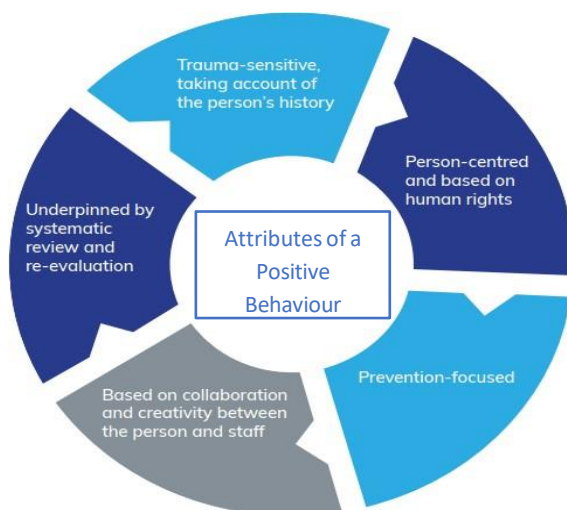 Trauma-sensitive,
taking account of
the person's history
Person-centred
and based on
human rights
Prevention-focused
Based on collaboration
and creativity between
the person and staff
Underpinned by
systematic
review and
re-evaluation
Attributes of a
Positive
Behaviour